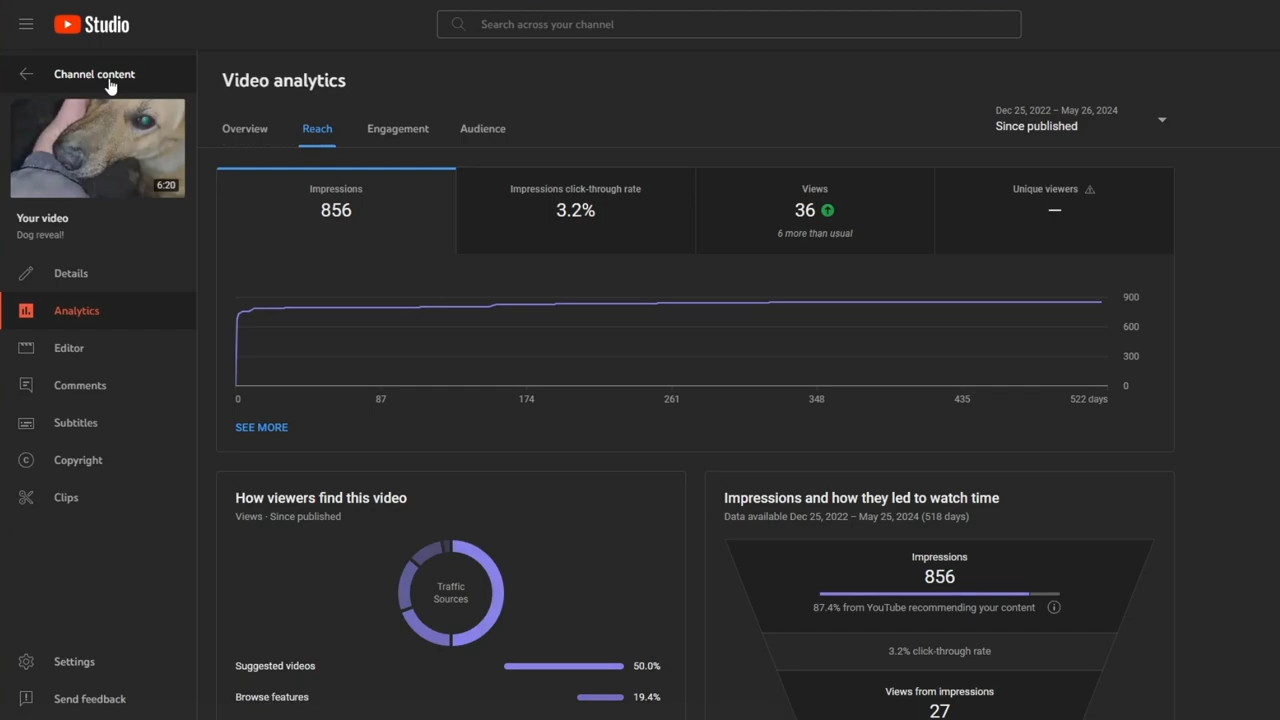 Studio
Search across your channel
Channel content
6:20
Your video
Dog reveal!
Details
Analytics
Editor
Comments
Subtitles
Copyright
Clips
Settings
Send feedback
Video analytics
Overview Reach Engagement Audience
Dec 25, 2022 – May 26, 2024
Since published
Impressions
856
Impressions click-through rate
3.2%
Views
36
6 more than usual
Unique viewers
—
900
600
300
0
0 87 174 261 348 435 522 days
SEE MORE
How viewers find this video
Views · Since published
Traffic
Sources
Suggested videos 50.0%
Browse features 19.4%
Impressions and how they led to watch time
Data available Dec 25, 2022 – May 25, 2024 (518 days)
Impressions
856
87.4% from YouTube recommending your content
3.2% click-through rate
Views from impressions
27